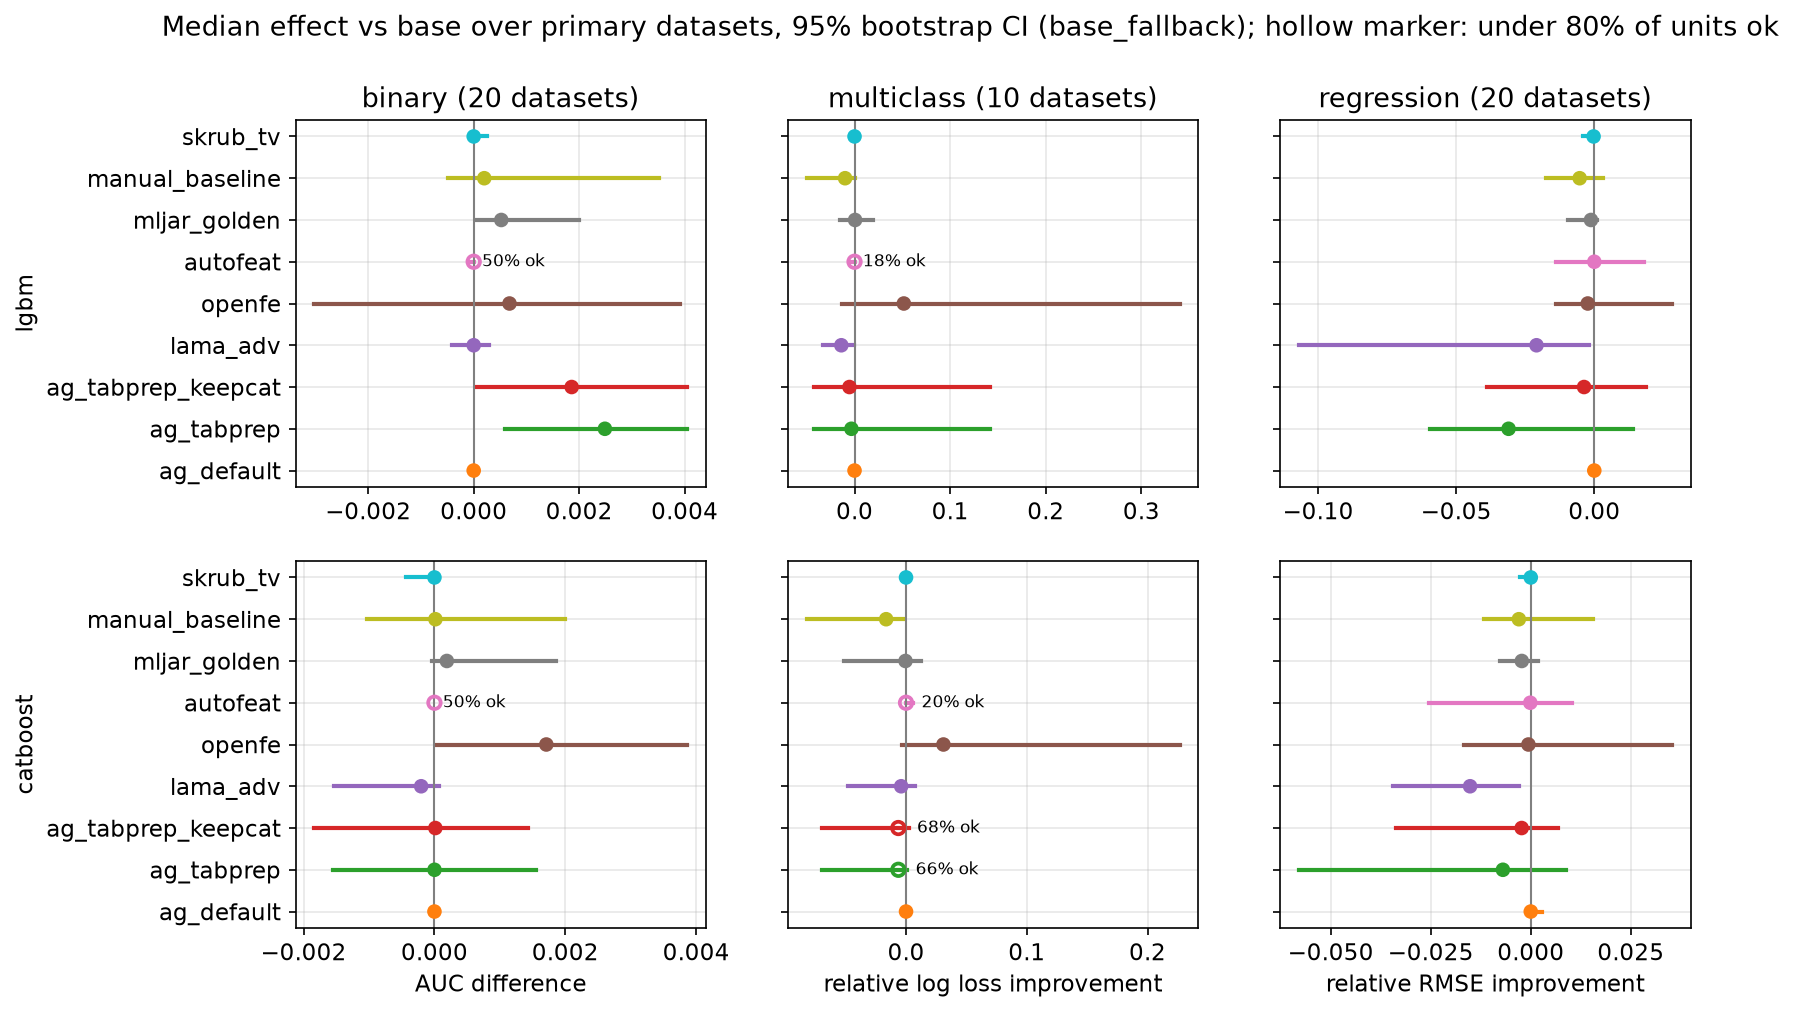 Median effect vs base over primary datasets, 95% bootstrap CI (base_fallback); hollow marker: under 80% of units ok
binary (20 datasets)
multiclass (10 datasets)
regression (20 datasets)
lgbm
skrub_tv
manual_baseline
mljar_golden
autofeat
50% ok
18% ok
openfe
lama_adv
ag_tabprep_keepcat
ag_tabprep
ag_default
−0.002 0.000 0.002 0.004
0.0 0.1 0.2 0.3
−0.10 −0.05 0.00
catboost
skrub_tv
manual_baseline
mljar_golden
autofeat
50% ok
20% ok
openfe
lama_adv
ag_tabprep_keepcat
68% ok
ag_tabprep
66% ok
ag_default
−0.002 0.000 0.002 0.004
0.0 0.1 0.2
−0.050 −0.025 0.000 0.025
AUC difference
relative log loss improvement
relative RMSE improvement